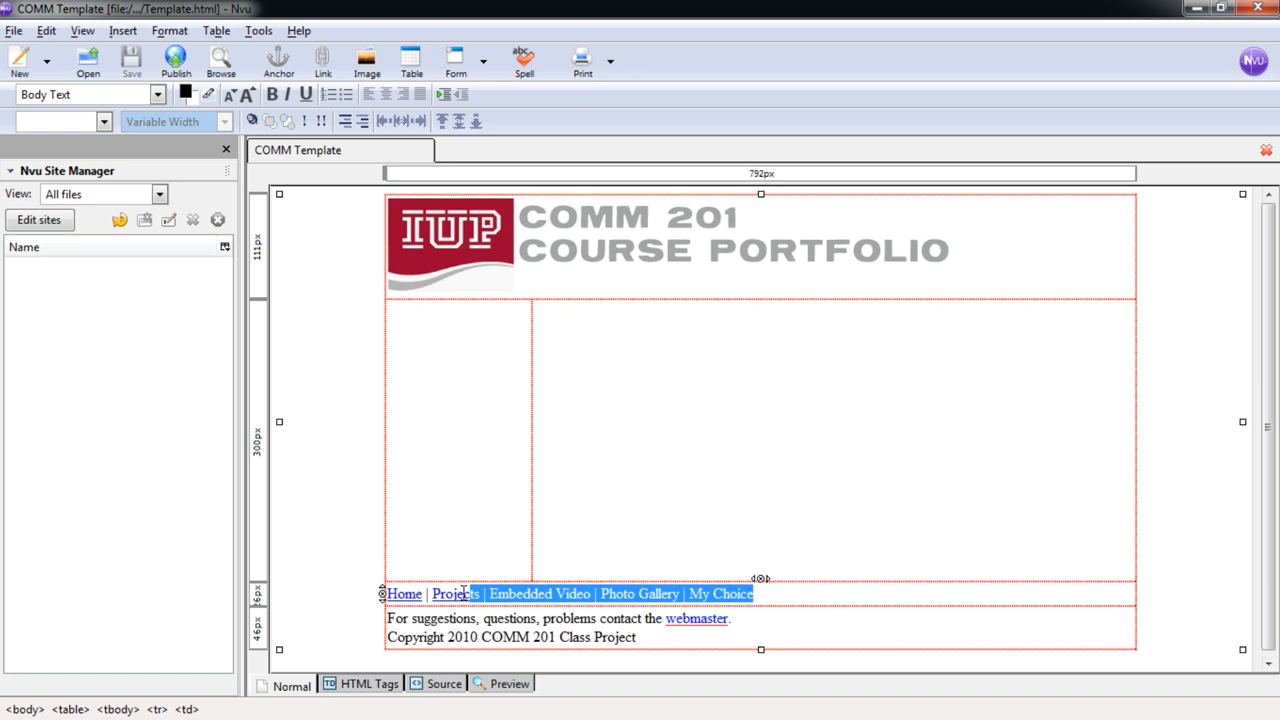 COMM Template [file:/.../Template.html] - Nvu
File Edit View Insert Format Table Tools Help
New Open Save Publish Browse Anchor Link Image Table Form Spell Print
Body Text
Variable Width
Nvu Site Manager
View: All files
Edit sites
Name
COMM Template
792px
111px
IUP COMM 201
COURSE PORTFOLIO
300px
Home | Projects | Embedded Video | Photo Gallery | My Choice
46px
For suggestions, questions, problems contact the webmaster.
Copyright 2010 COMM 201 Class Project
Normal HTML Tags Source Preview
<body> <table> <tbody> <tr> <td>